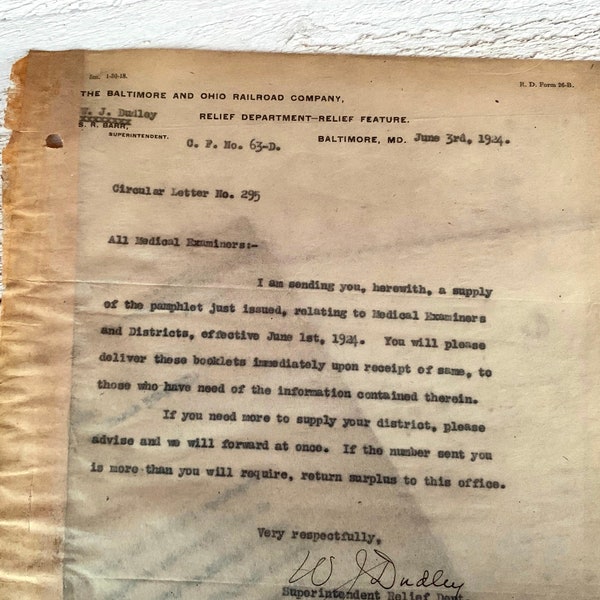 Jac. 1-30-18.
R. D. Form 26-B.
THE BALTIMORE AND OHIO RAILROAD COMPANY,
W. J. Dudley
RELIEF DEPARTMENT—RELIEF FEATURE.
S. R. BARR,
SUPERINTENDENT.
BALTIMORE, MD. June 3rd, 1924.
C. F. No. 63-D.
Circular Letter No. 295
All Medical Examiners:-
I am sending you, herewith, a supply
of the pamphlet just issued, relating to Medical Examiners
and Districts, effective June 1st, 1924. You will please
deliver these booklets immediately upon receipt of same, to
those who have need of the information contained therein.
If you need more to supply your district, please
advise and we will forward at once. If the number sent you
is more than you will require, return surplus to this office.
Very respectfully,
W J Dudley
Superintendent Relief Dept.